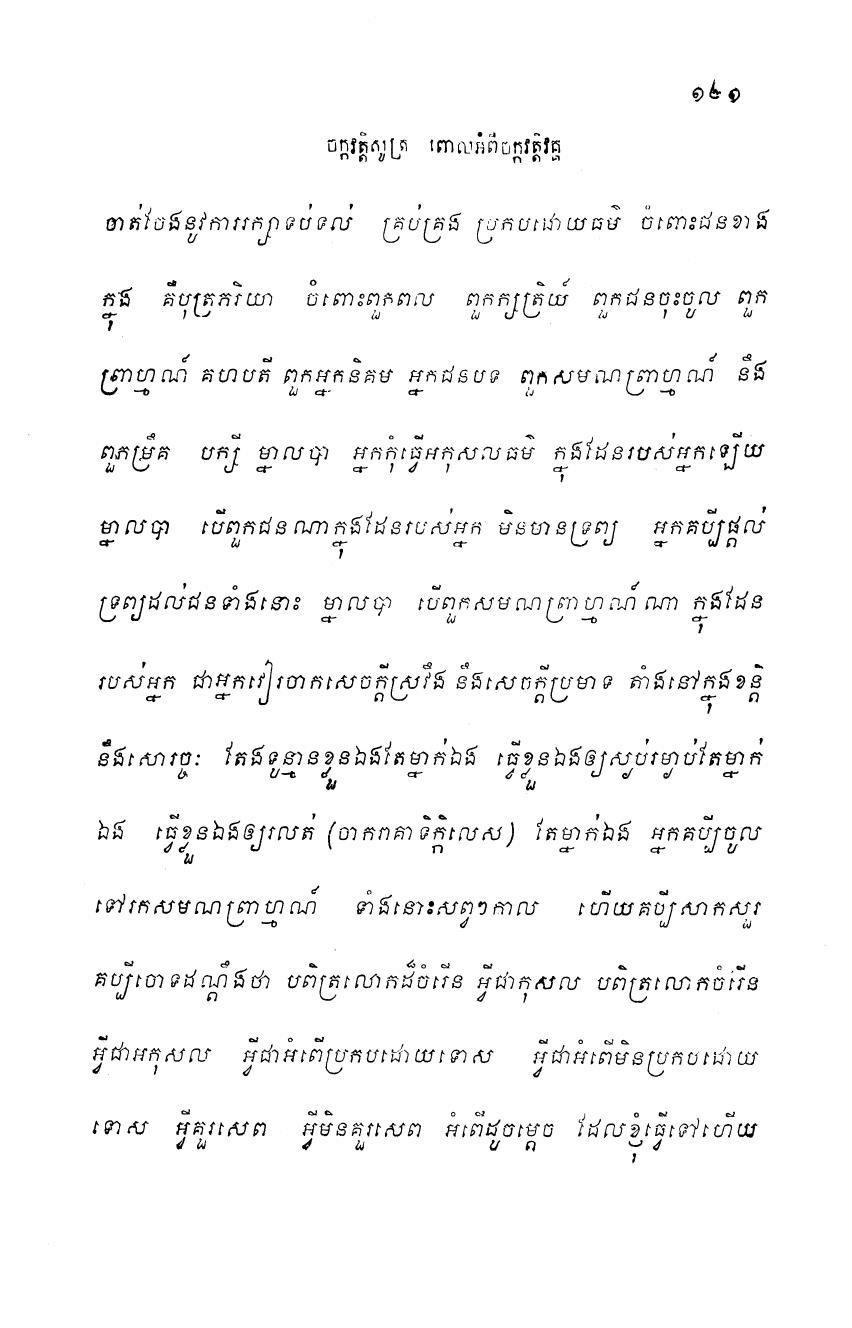 ១៤១
ចក្កវត្តិសូត្រ ពោលអំពីចក្កវត្តិវត្ត
ចាត់ចែងនូវការរក្សាទប់ទល់ គ្រប់គ្រង ប្រកបដោយធម៌ ចំពោះជនខាង
ក្នុង គឺបុត្រភរិយា ចំពោះពួកពល ពួកក្សត្រិយ៍ ពួកជនចុះចូល ពួក
ព្រាហ្មណ៍ គហបតី ពួកអ្នកនិគម អ្នកជនបទ ពួកសមណព្រាហ្មណ៍ នឹង
ពួកម្រឹគ បក្សី ម្នាលបា អ្នកកុំធ្វើអកុសលធម៌ ក្នុងដែនរបស់អ្នកឡើយ
ម្នាលបា បើពួកជនណាក្នុងដែនរបស់អ្នក មិនមានទ្រព្យ អ្នកគប្បីផ្តល់
ទ្រព្យដល់ជនទាំងនោះ ម្នាលបា បើពួកសមណព្រាហ្មណ៍ណា ក្នុងដែន
របស់អ្នក ជាអ្នកវៀរចាកសេចក្តីស្រវឹង នឹងសេចក្តីប្រមាទ តាំងនៅក្នុងខន្តិ
នឹងសោរច្ចៈ តែងទូន្មានខ្លួនឯងតែម្នាក់ឯង ធ្វើខ្លួនឯងឲ្យស្ងប់រម្ងាប់តែម្នាក់
ឯង ធ្វើខ្លួនឯងឲ្យរលត់ (ចាករាគាទិក្កិលេស) តែម្នាក់ឯង អ្នកគប្បីចូល
ទៅរកសមណព្រាហ្មណ៍ ទាំងនោះសព្វៗកាល ហើយគប្បីសាកសួរ
គប្បីចោទដណ្តឹងថា បពិត្រលោកដ៏ចំរើន អ្វីជាកុសល បពិត្រលោកចំរើន
អ្វីជាអកុសល អ្វីជាអំពើប្រកបដោយទោស អ្វីជាអំពើមិនប្រកបដោយ
ទោស អ្វីគួរសេព អ្វីមិនគួរសេព អំពើដូចម្តេច ដែលខ្ញុំធ្វើទៅហើយ